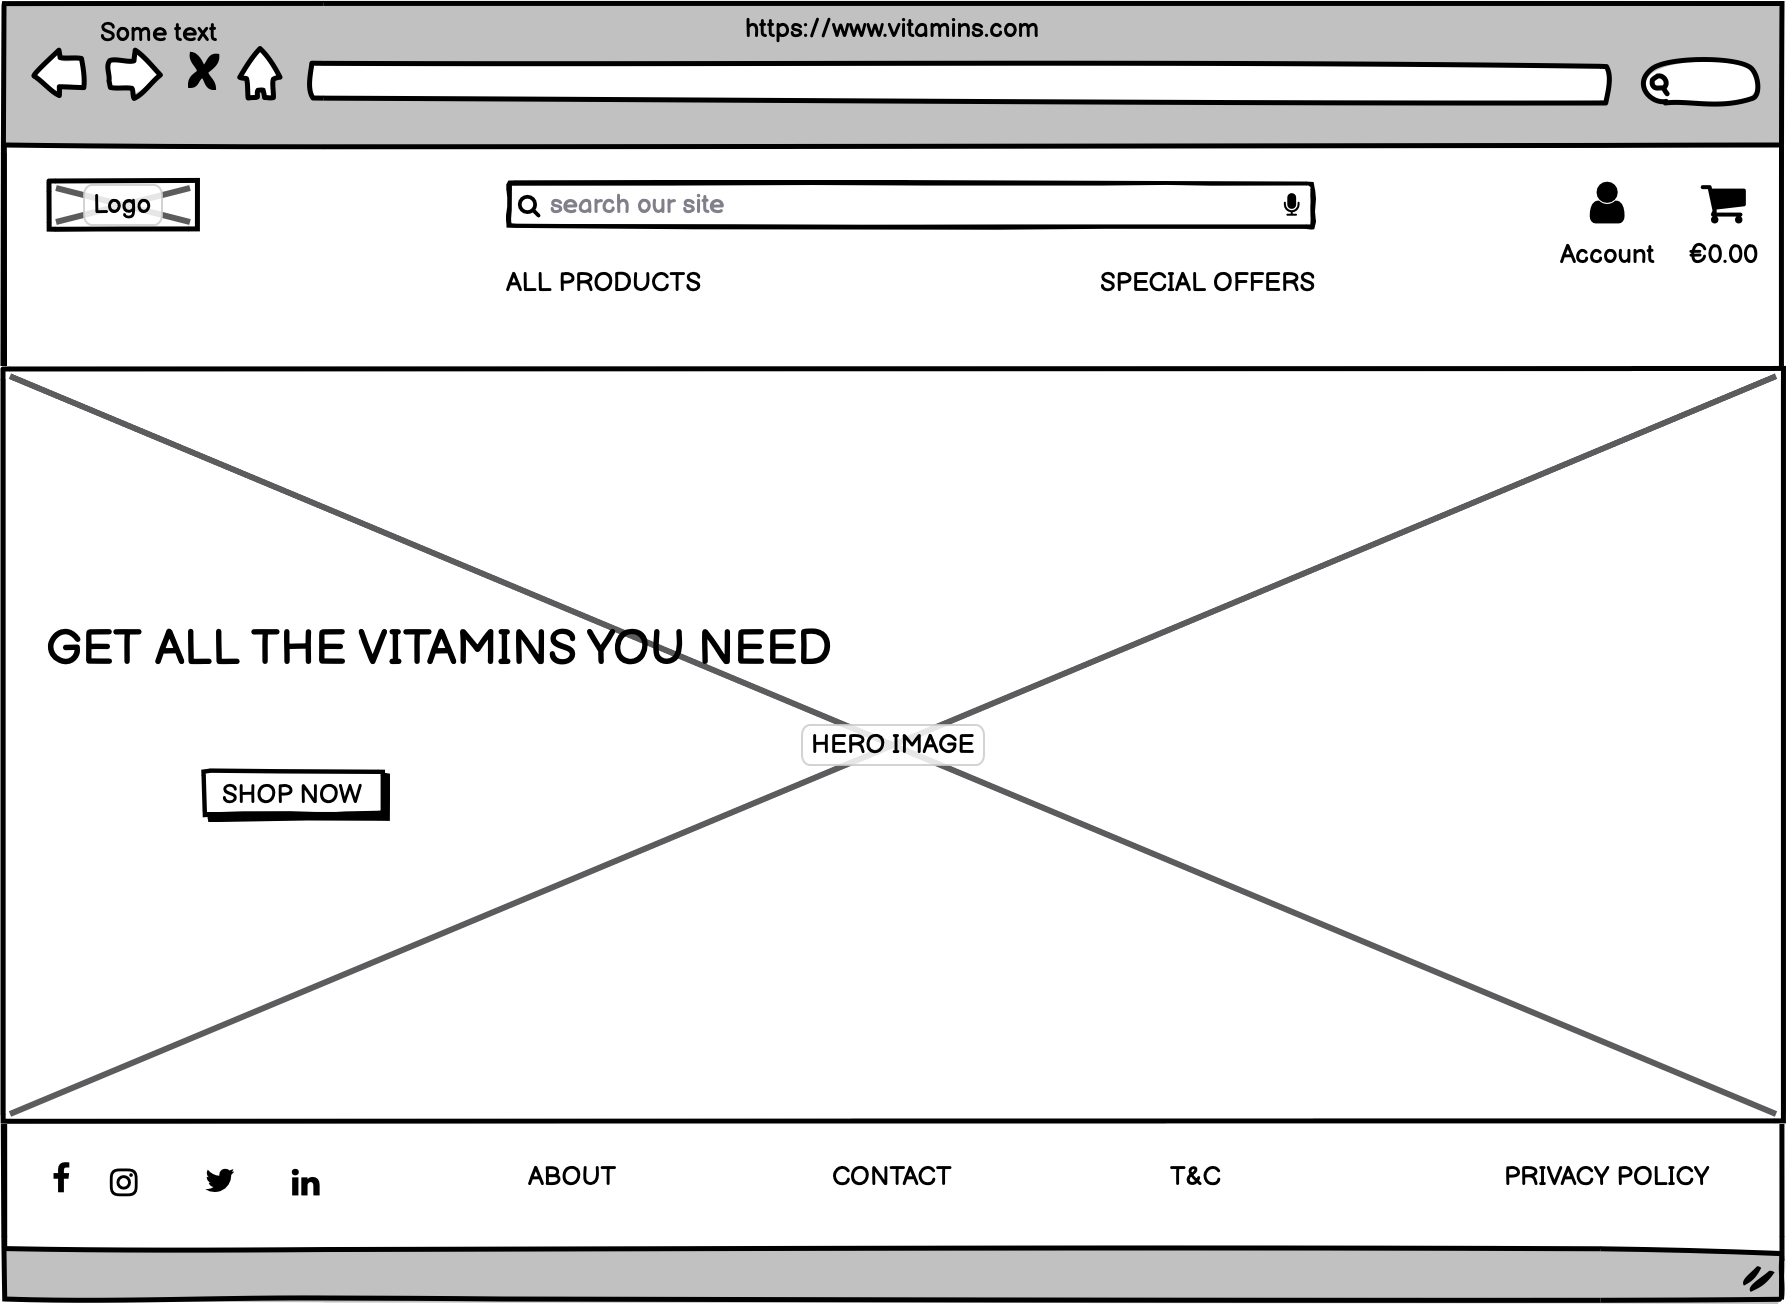 Some text
https://www.vitamins.com
Logo
search our site
Account
€0.00
ALL PRODUCTS
SPECIAL OFFERS
GET ALL THE VITAMINS YOU NEED
HERO IMAGE
SHOP NOW
ABOUT
CONTACT
T&C
PRIVACY POLICY